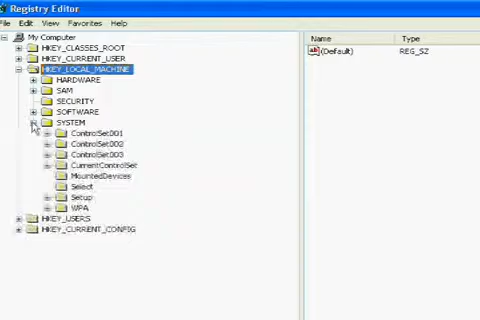 Registry Editor
File Edit View Favorites Help
My Computer
HKEY_CLASSES_ROOT
HKEY_CURRENT_USER
HKEY_LOCAL_MACHINE
HARDWARE
SAM
SECURITY
SOFTWARE
SYSTEM
ControlSet001
ControlSet002
ControlSet003
CurrentControlSet
MountedDevices
Select
Setup
WPA
HKEY_USERS
HKEY_CURRENT_CONFIG
Name Type
ab (Default) REG_SZ